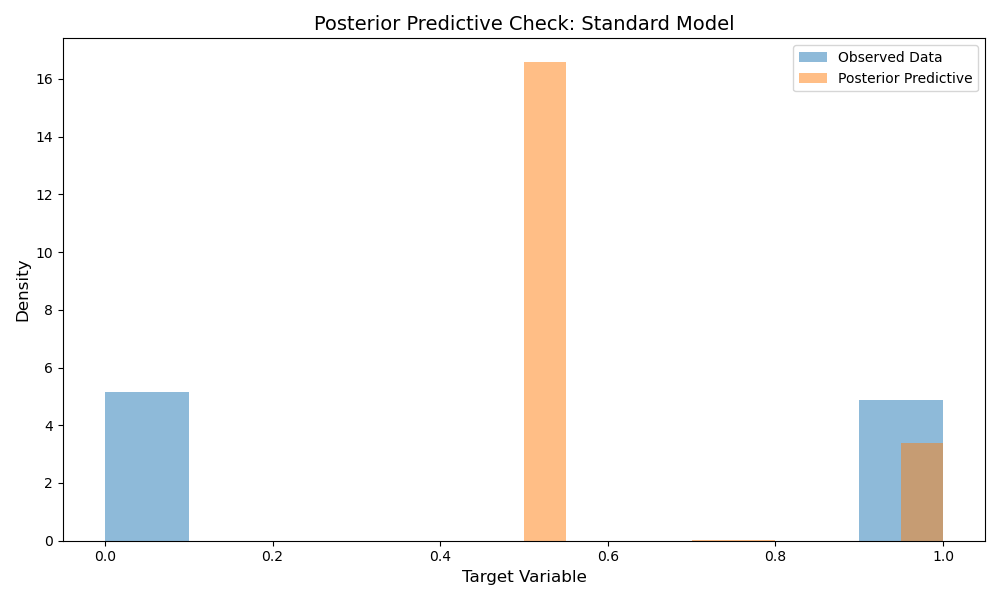 Posterior Predictive Check: Standard Model
Observed Data
Posterior Predictive
Density
16
14
12
10
8
6
4
2
0
0.0 0.2 0.4 0.6 0.8 1.0
Target Variable